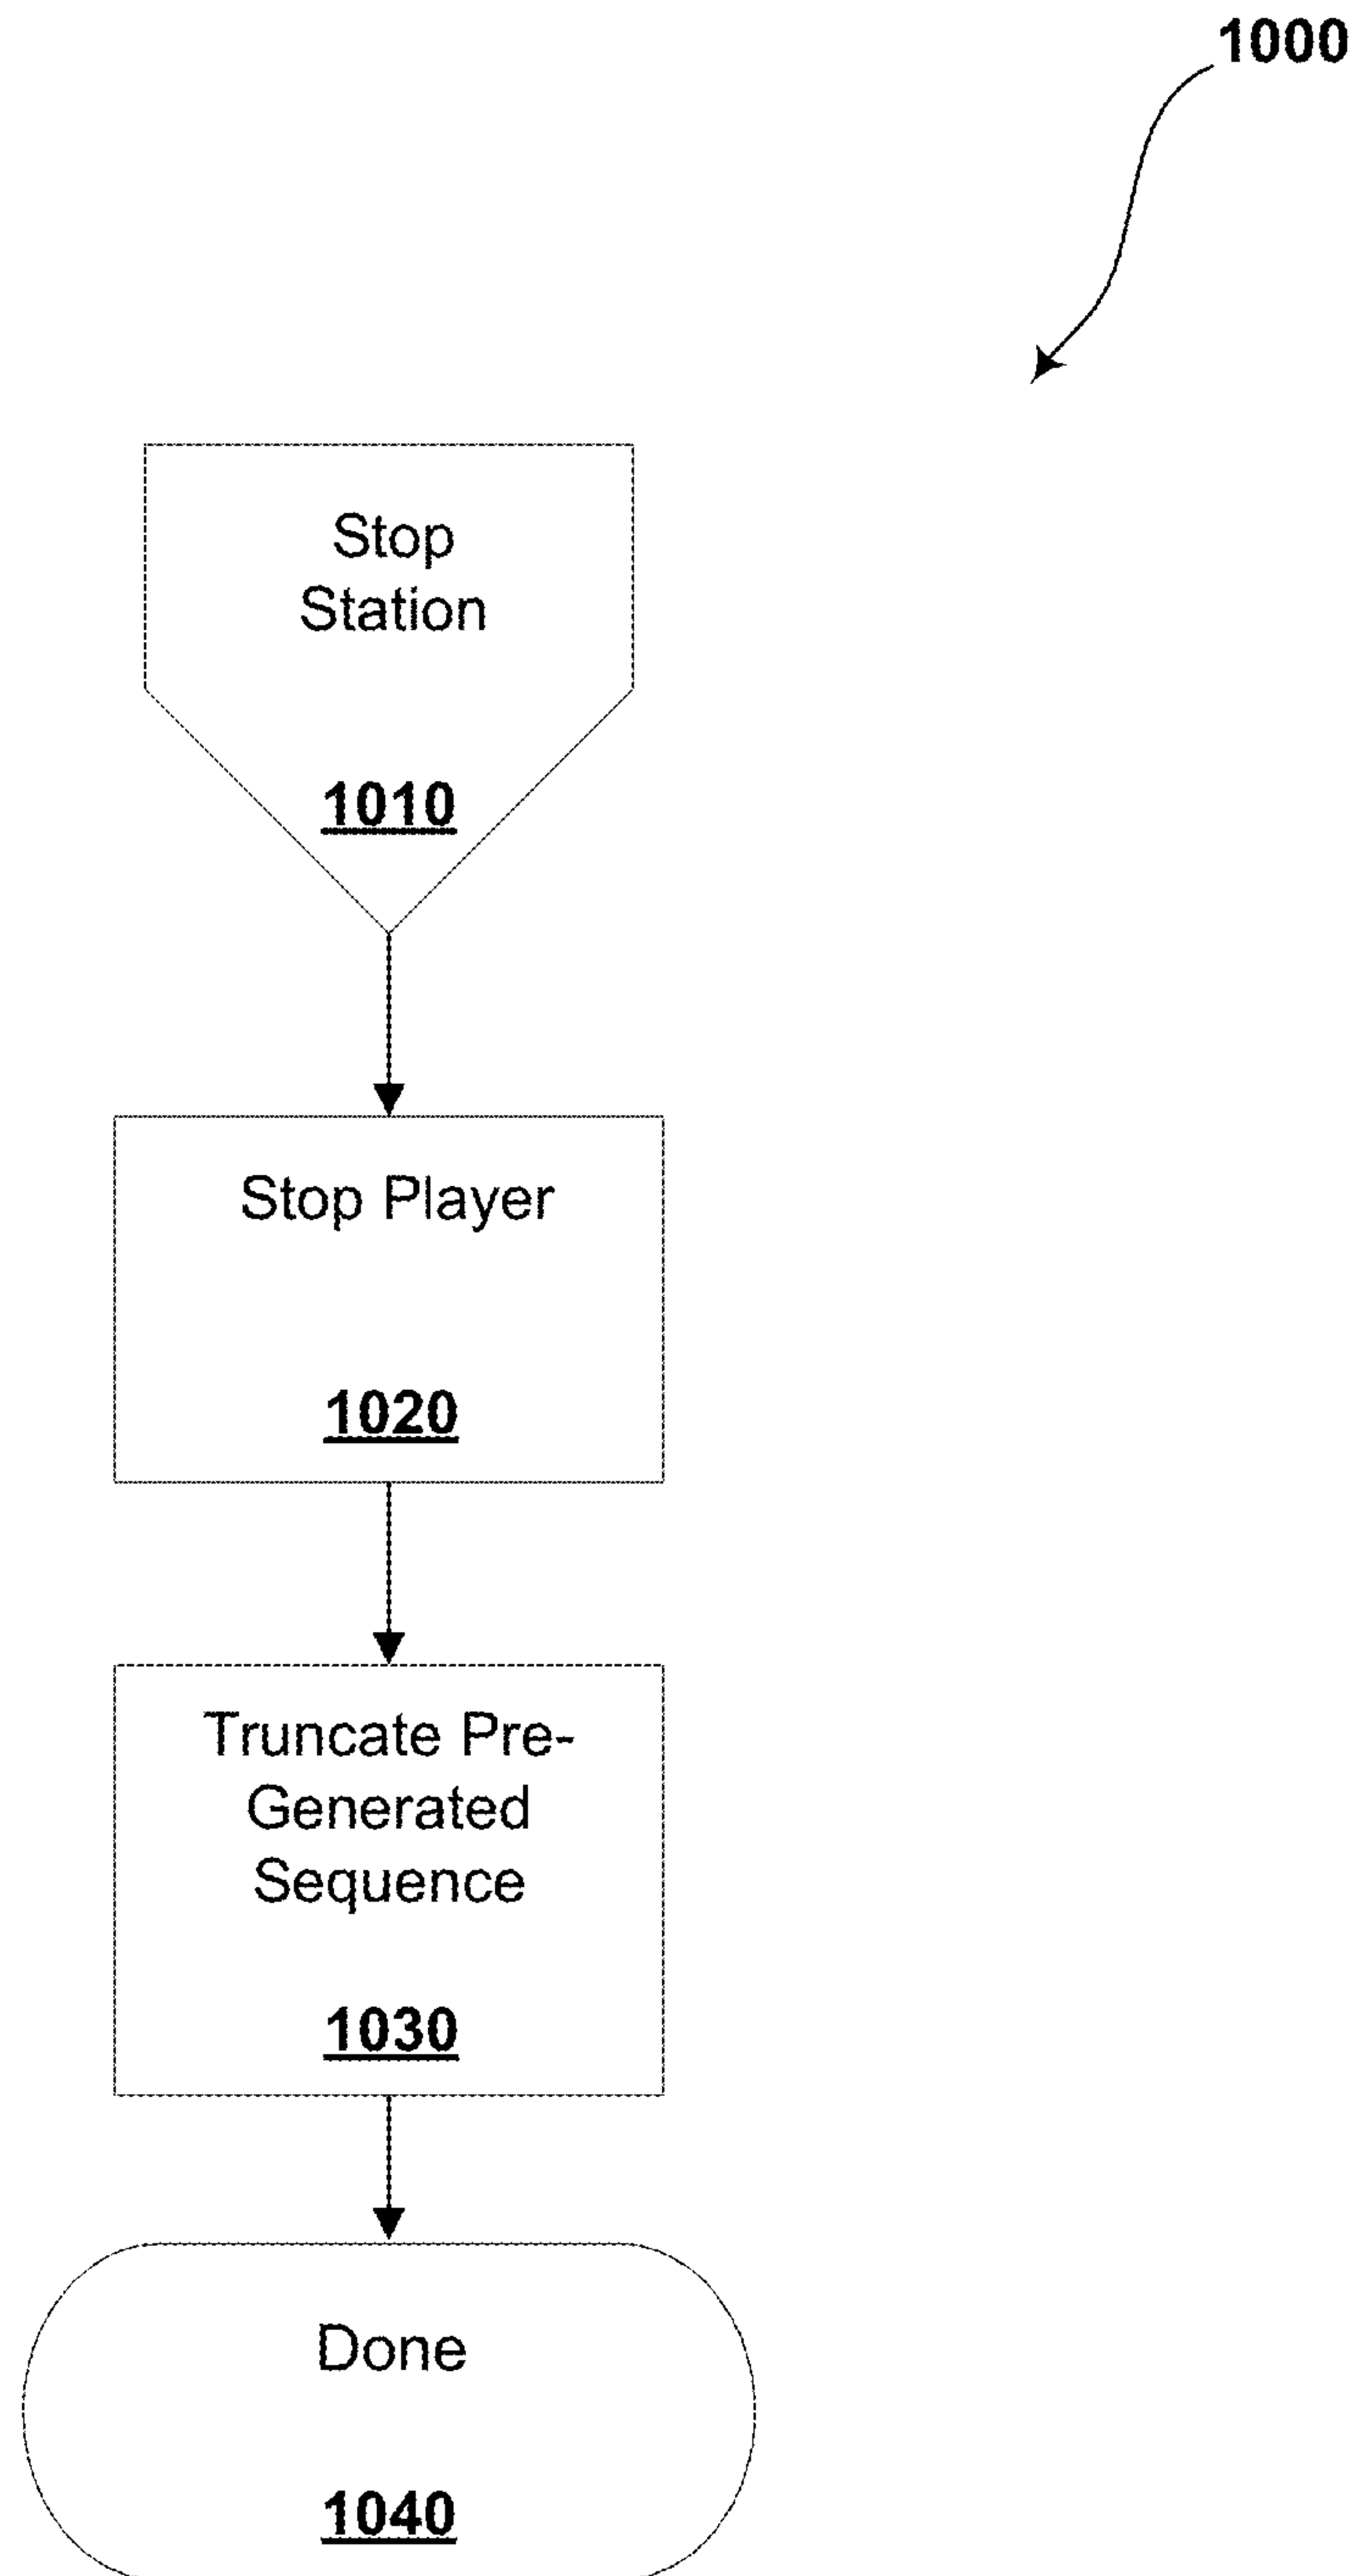 1000
Stop
Station
1010
Stop Player
1020
Truncate Pre-
Generated
Sequence
1030
Done
1040